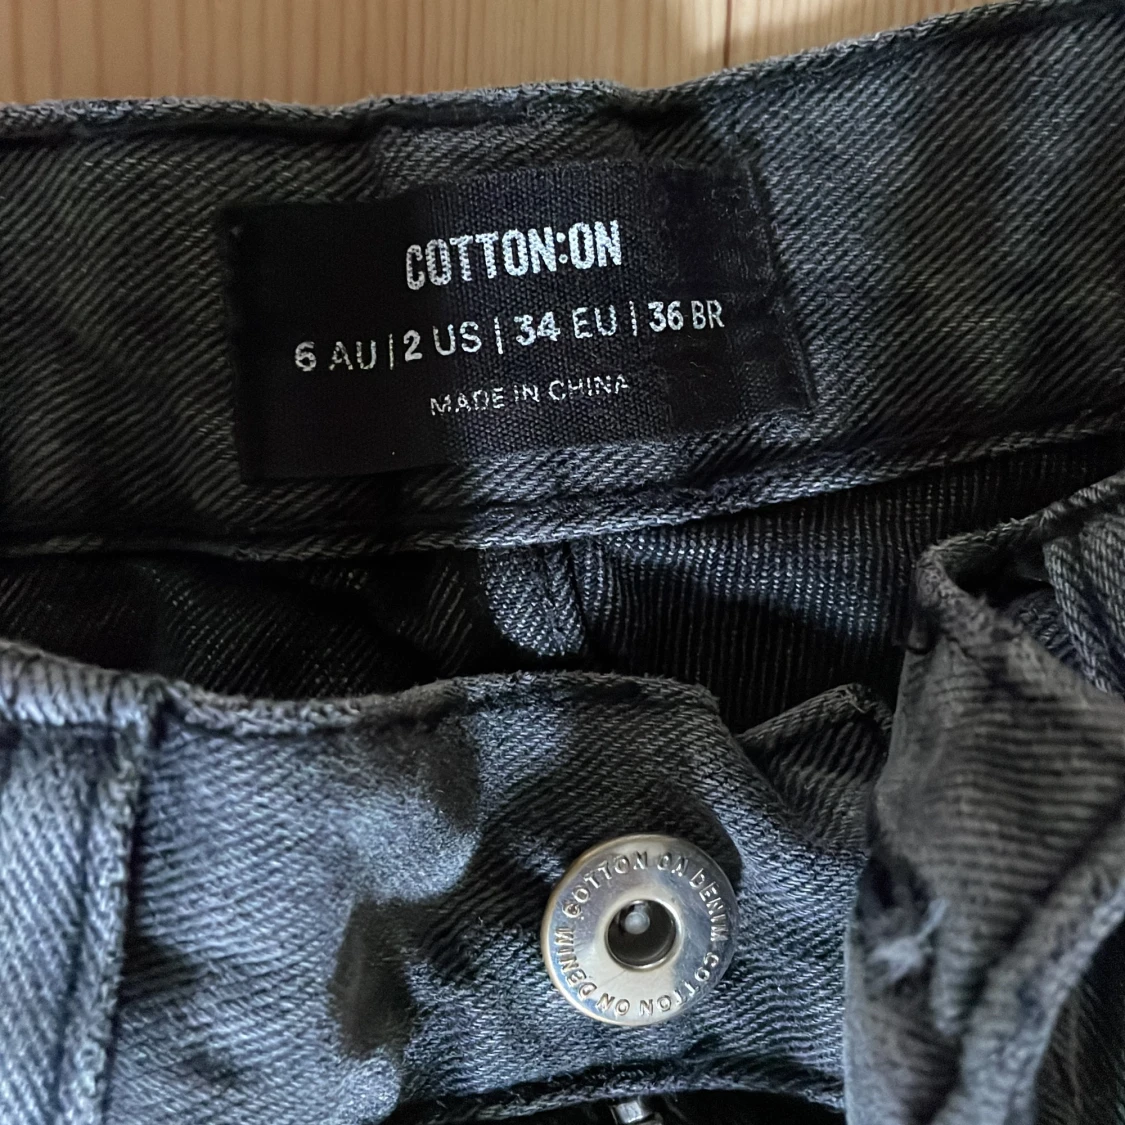 COTTON:ON
6 AU | 2 US | 34 EU | 36 BR
MADE IN CHINA
COTTON ON DENIM COTTON ON DENIM